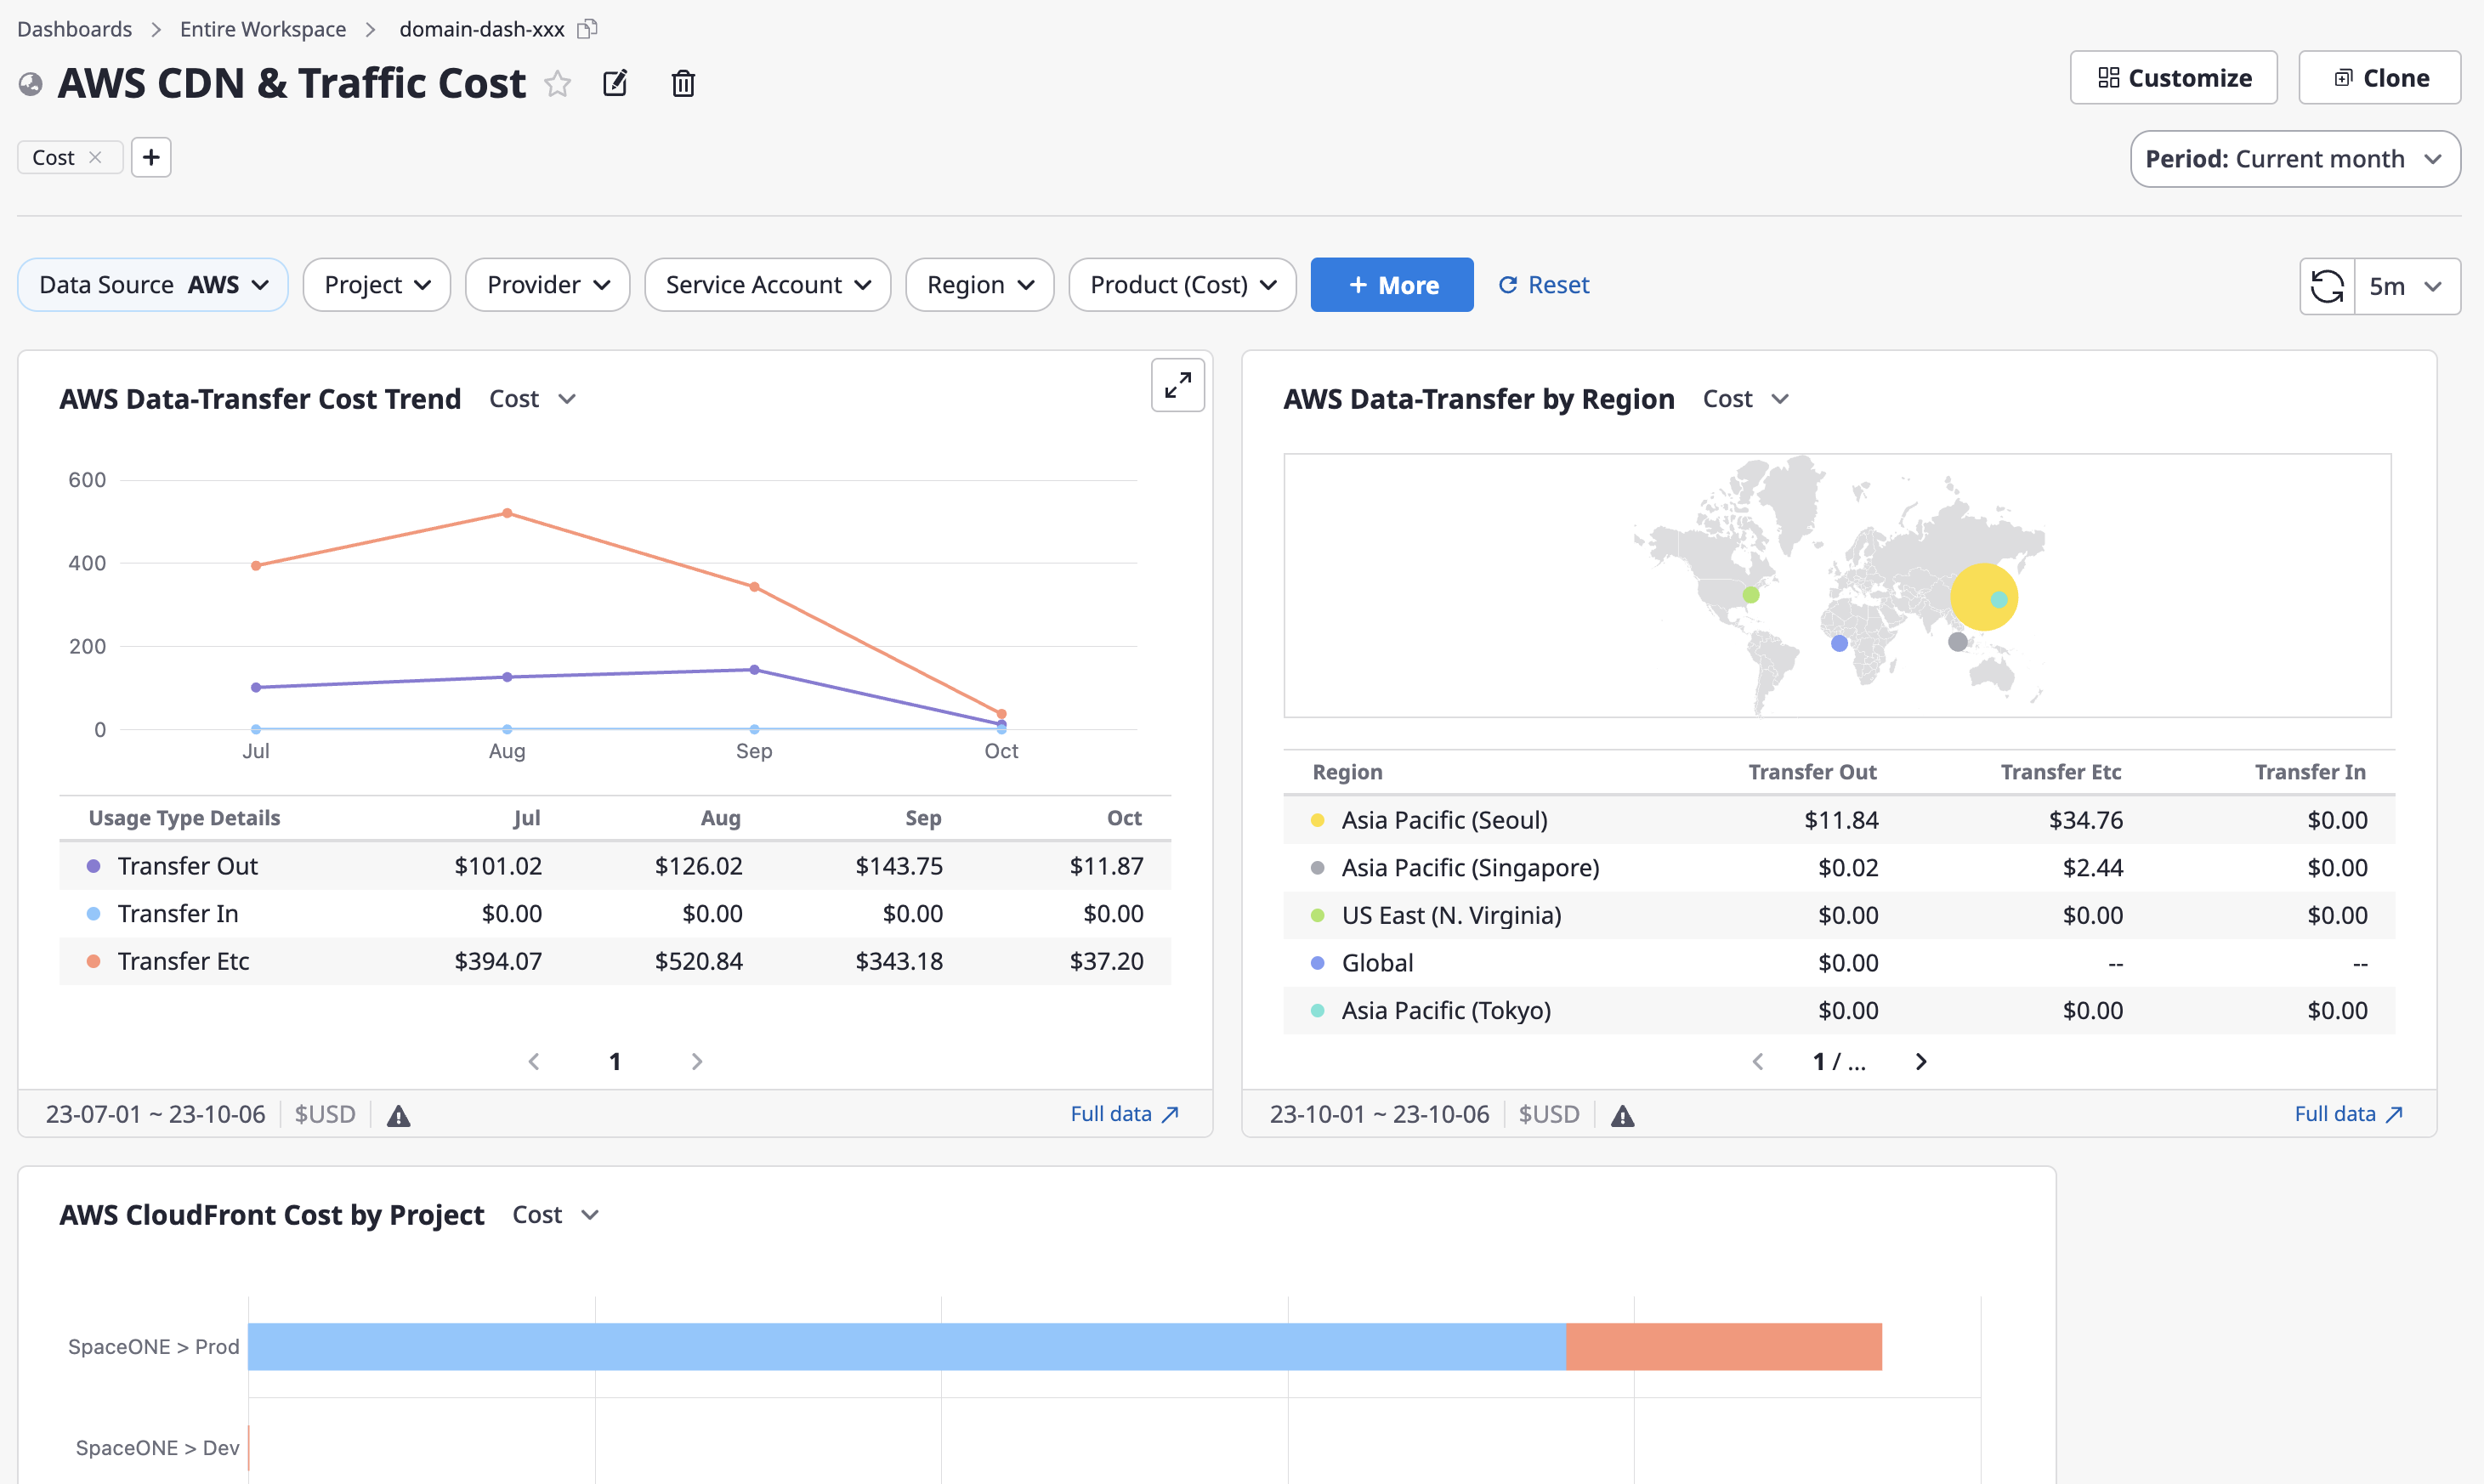 Dashboards > Entire Workspace > domain-dash-xxx
AWS CDN & Traffic Cost
Customize
Clone
Cost
Period: Current month
Data Source AWS
Project
Provider
Service Account
Region
Product (Cost)
+ More
Reset
5m
AWS Data-Transfer Cost Trend Cost
600
400
200
0
Jul Aug Sep Oct
Usage Type Details Jul Aug Sep Oct
Transfer Out $101.02 $126.02 $143.75 $11.87
Transfer In $0.00 $0.00 $0.00 $0.00
Transfer Etc $394.07 $520.84 $343.18 $37.20
1
23-07-01 ~ 23-10-06 $USD
Full data
AWS Data-Transfer by Region Cost
Region Transfer Out Transfer Etc Transfer In
Asia Pacific (Seoul) $11.84 $34.76 $0.00
Asia Pacific (Singapore) $0.02 $2.44 $0.00
US East (N. Virginia) $0.00 $0.00 $0.00
Global $0.00 -- --
Asia Pacific (Tokyo) $0.00 $0.00 $0.00
1 / ...
23-10-01 ~ 23-10-06 $USD
Full data
AWS CloudFront Cost by Project Cost
SpaceONE > Prod
SpaceONE > Dev